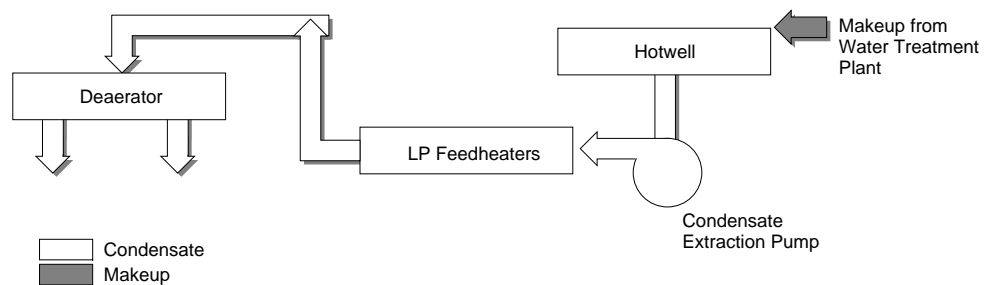 Makeup from
Water Treatment
Plant
Hotwell
Deaerator
LP Feedheaters
Condensate
Extraction Pump
Condensate
Makeup